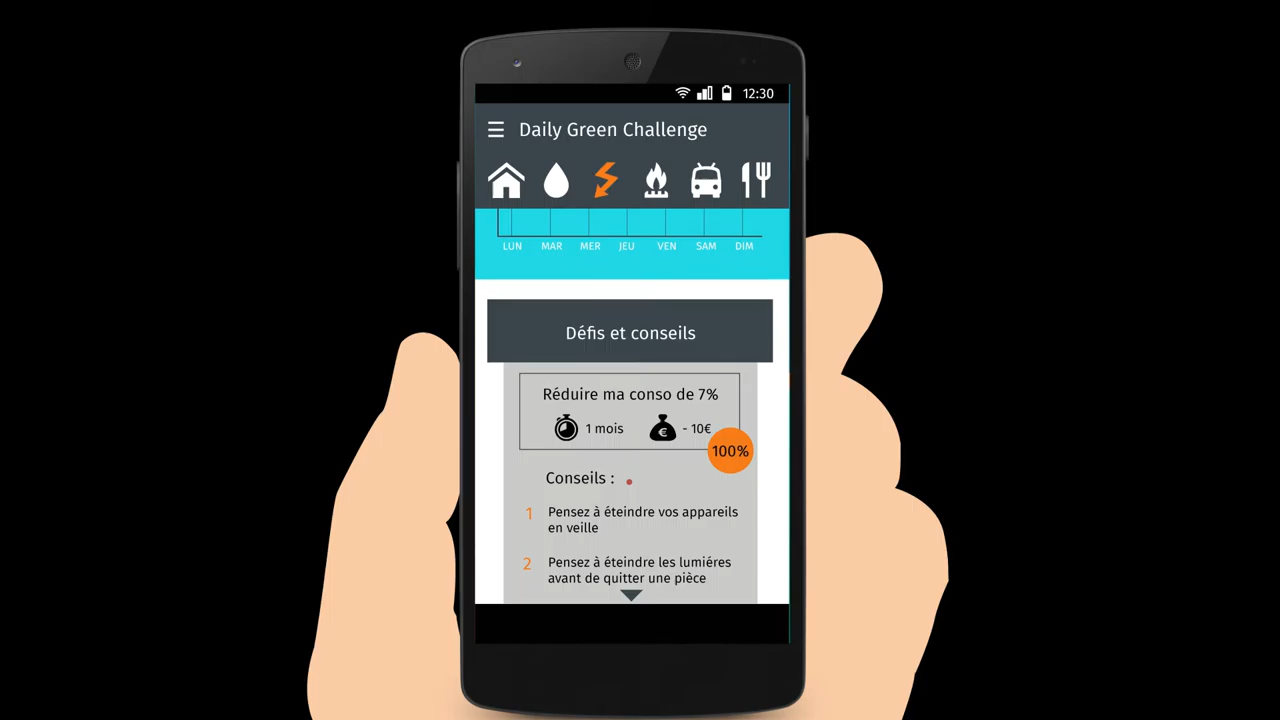 12:30
Daily Green Challenge
LUN MAR MER JEU VEN SAM DIM
Défis et conseils
Réduire ma conso de 7%
1 mois - 10€
100%
Conseils :
1 Pensez à éteindre vos appareils
en veille
2 Pensez à éteindre les lumiéres
avant de quitter une pièce